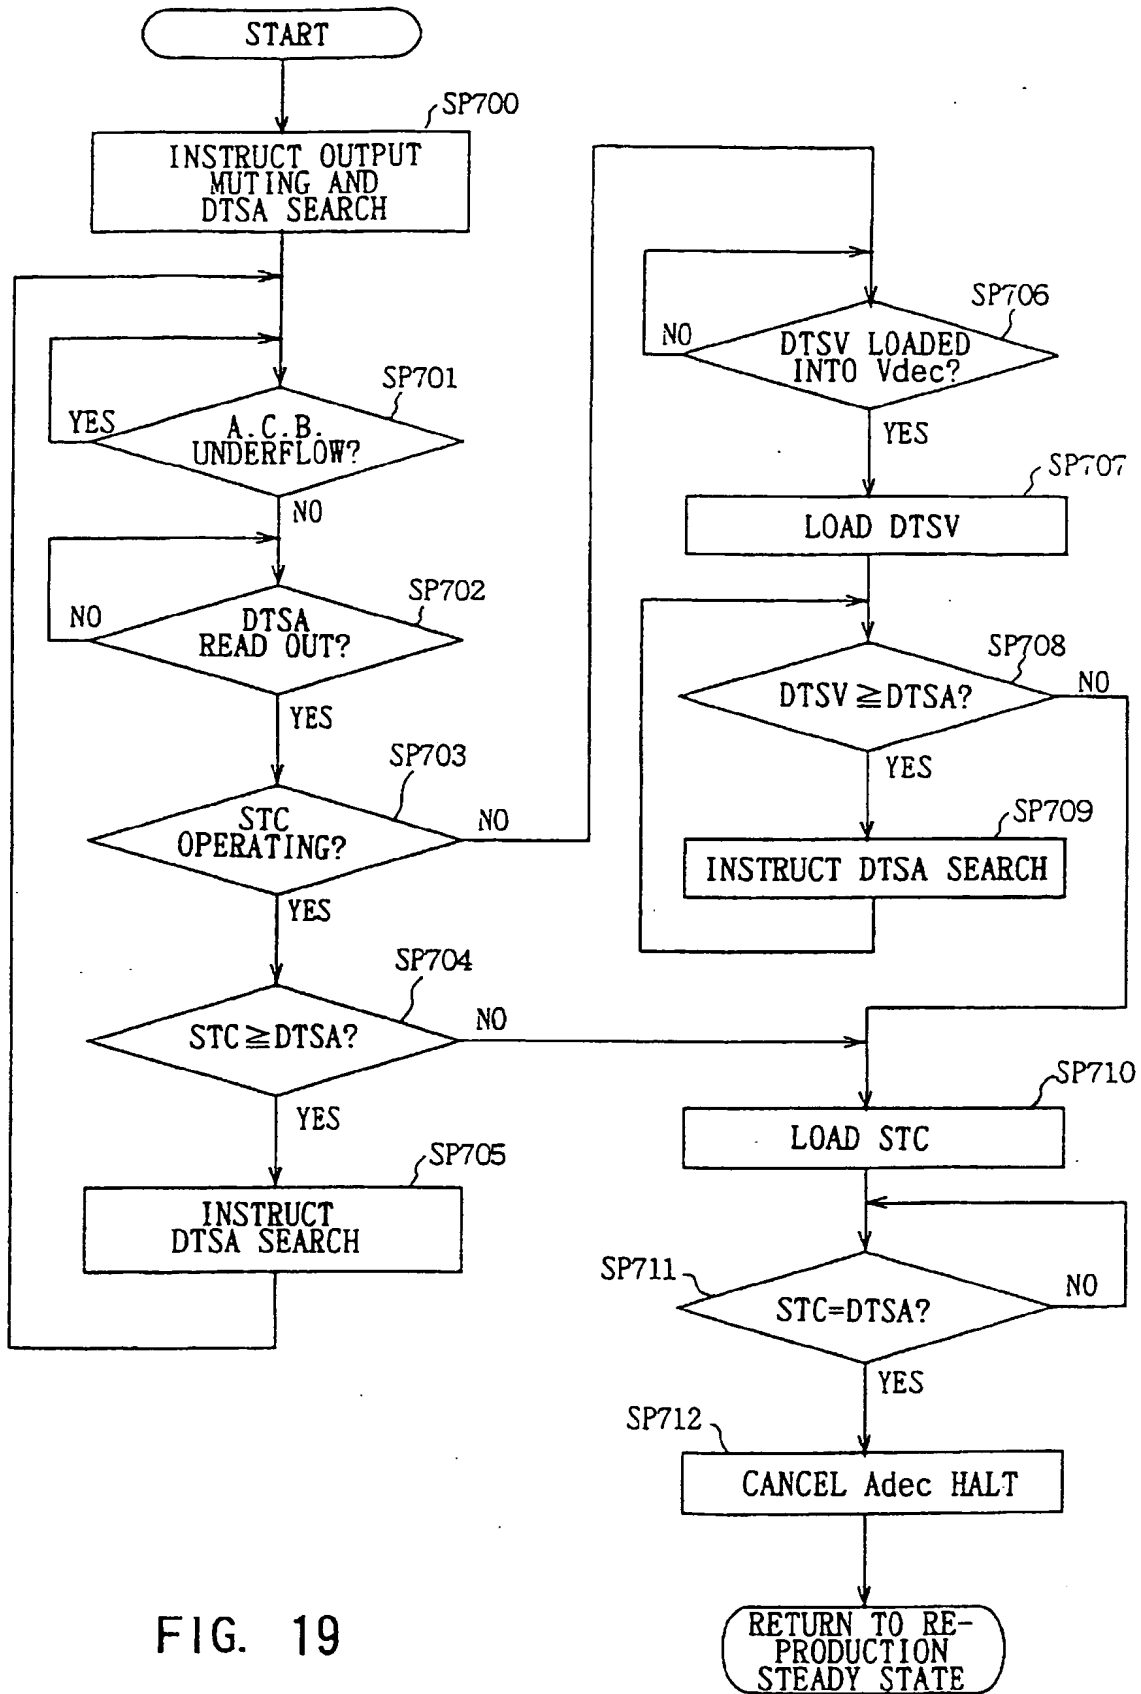 START
SP700
INSTRUCT OUTPUT
MUTING AND
DTSA SEARCH
SP701
YES
A.C.B.
UNDERFLOW?
NO
SP702
NO
DTSA
READ OUT?
YES
SP703
STC
OPERATING?
NO
YES
SP704
STC≧DTSA?
NO
YES
SP705
INSTRUCT
DTSA SEARCH
SP706
NO
DTSV LOADED
INTO Vdec?
YES
SP707
LOAD DTSV
SP708
DTSV≧DTSA?
NO
YES
SP709
INSTRUCT DTSA SEARCH
SP710
LOAD STC
SP711
STC=DTSA?
NO
YES
SP712
CANCEL Adec HALT
RETURN TO RE-
PRODUCTION
STEADY STATE
FIG. 19